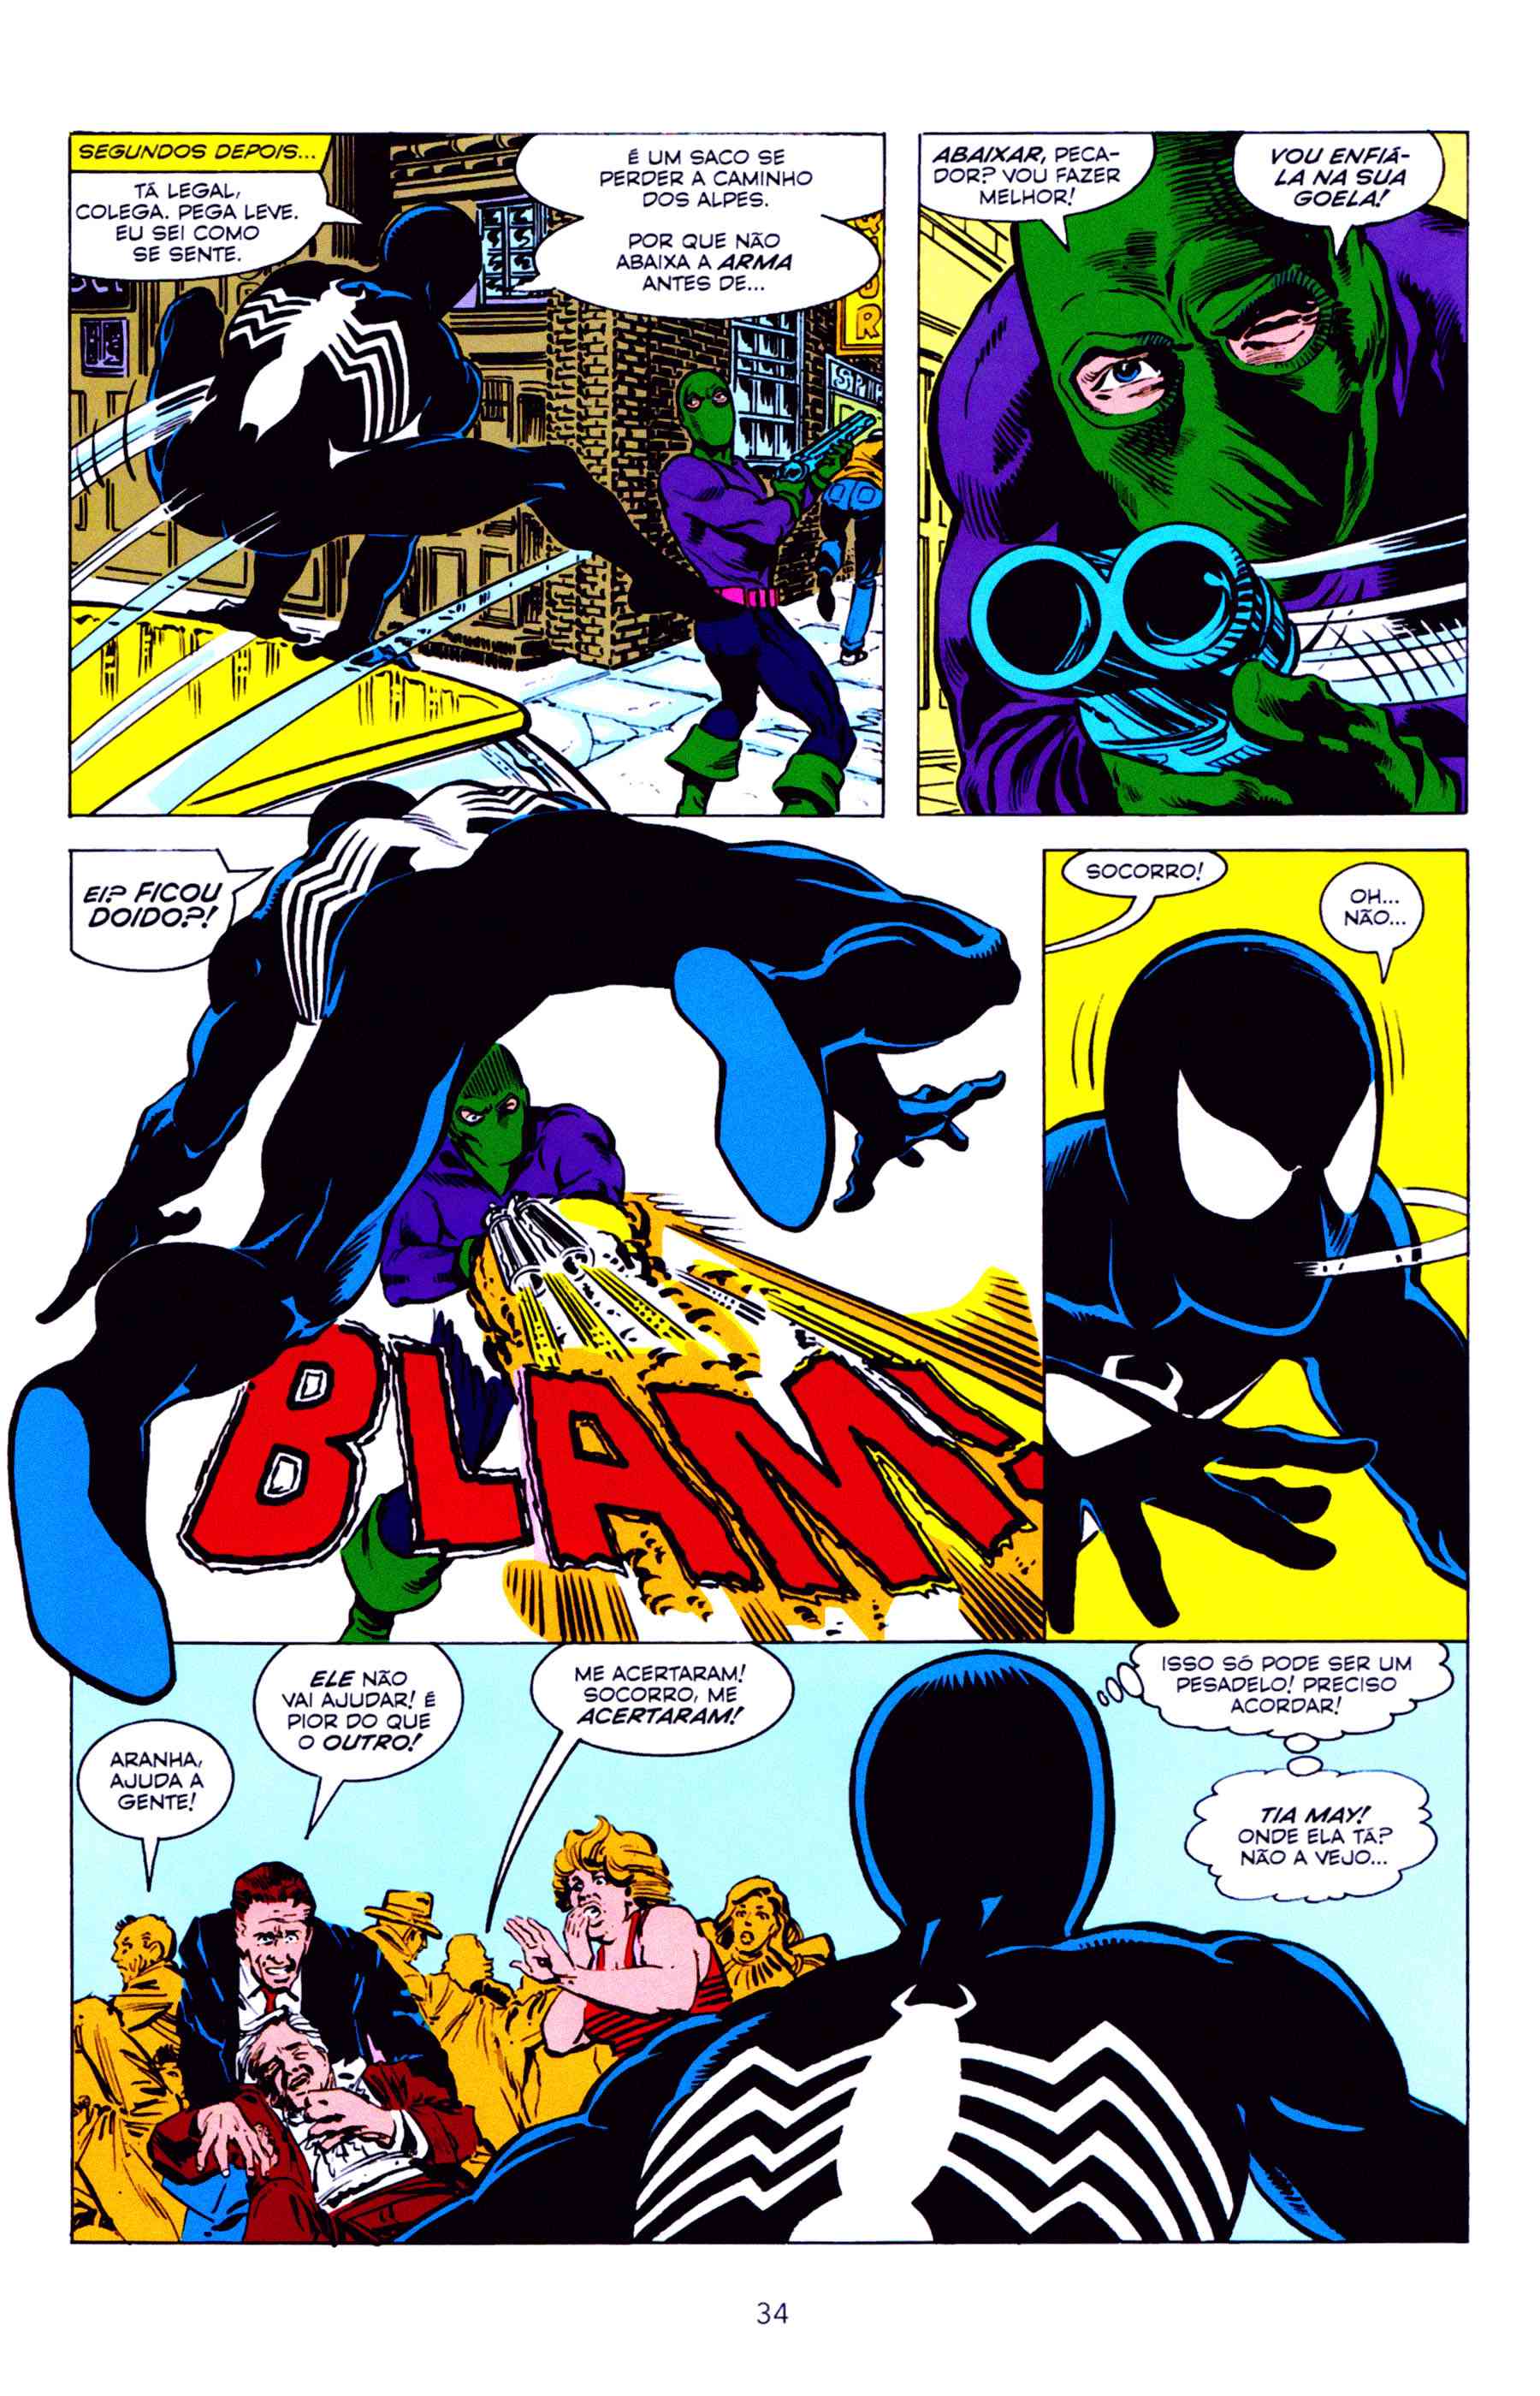 SEGUNDOS DEPOIS...
TÁ LEGAL,
COLEGA. PEGA LEVE.
EU SEI COMO
SE SENTE.
É UM SACO SE
PERDER A CAMINHO
DOS ALPES.
POR QUE NÃO
ABAIXA A ARMA
ANTES DE...
ABAIXAR, PECA-
DOR? VOU FAZER
MELHOR!
VOU ENFIÁ-
LA NA SUA
GOELA!
EI? FICOU
DOIDO?!
BLAM!
SOCORRO!
OH...
NÃO...
ARANHA,
AJUDA A
GENTE!
ELE NÃO
VAI AJUDAR! É
PIOR DO QUE
O OUTRO!
ME ACERTARAM!
SOCORRO, ME
ACERTARAM!
ISSO SÓ PODE SER UM
PESADELO! PRECISO
ACORDAR!
TIA MAY!
ONDE ELA TÁ?
NÃO A VEJO...
34